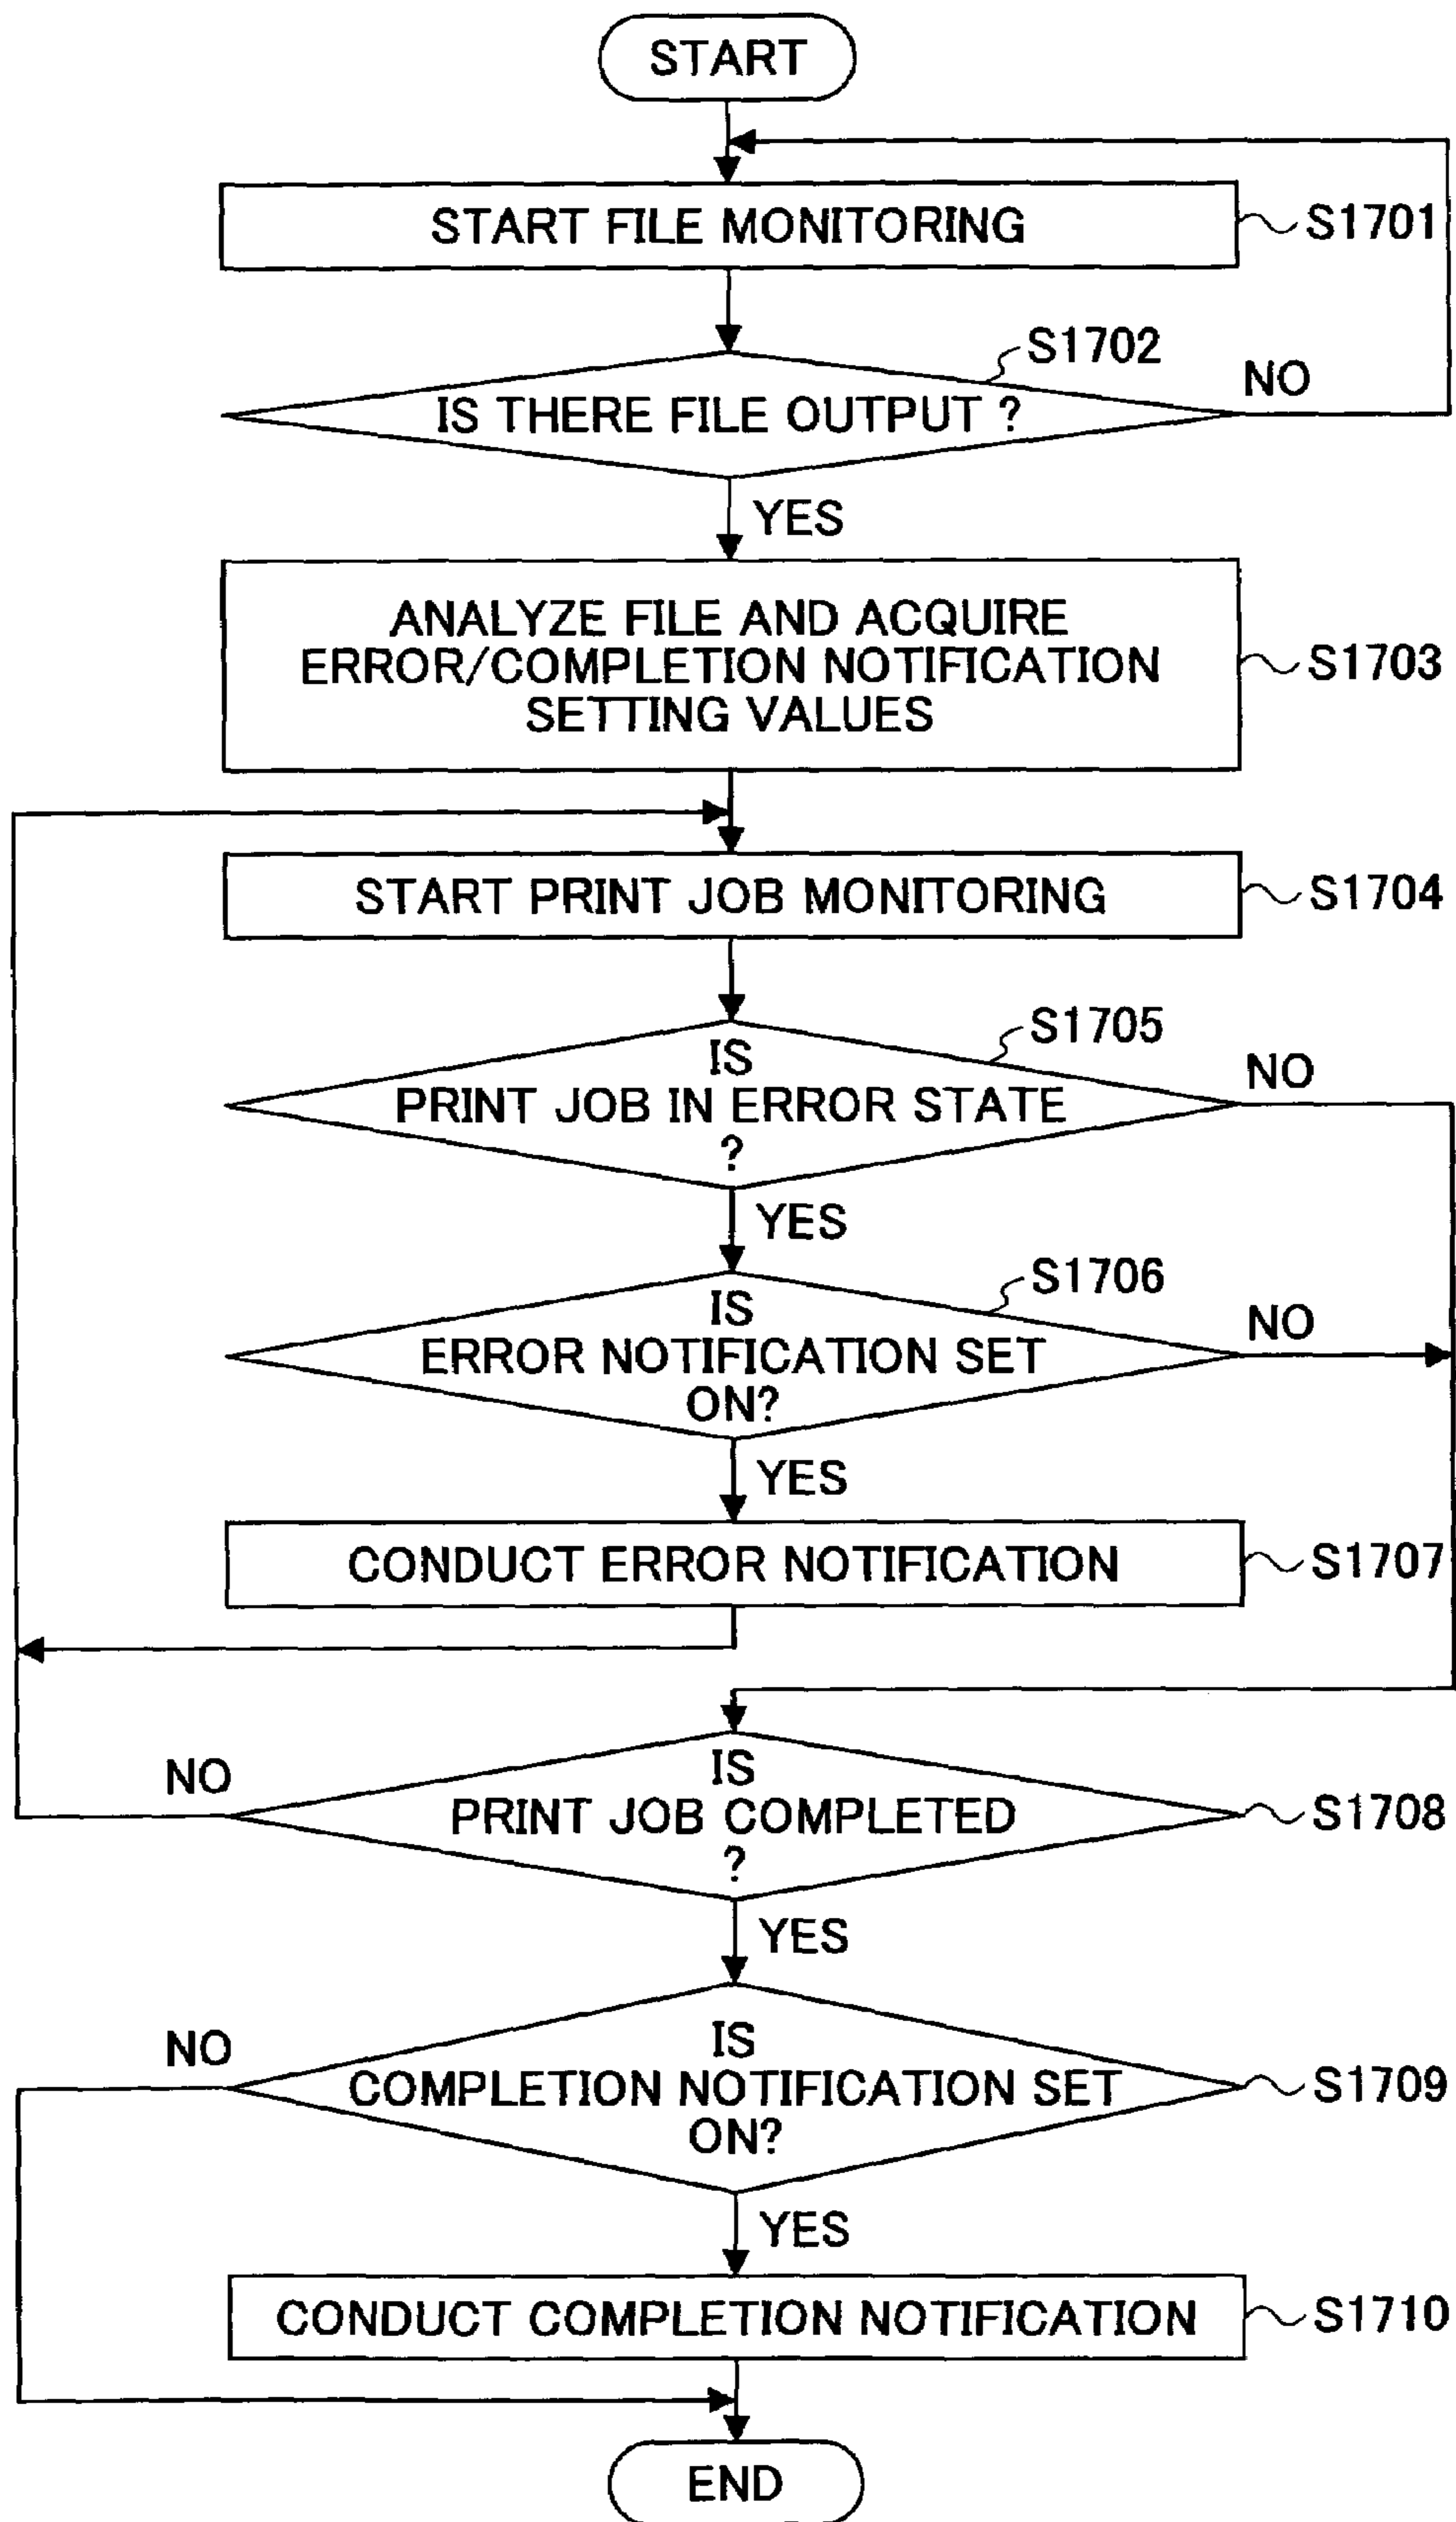 START
START FILE MONITORING
S1701
S1702
IS THERE FILE OUTPUT ?
NO
YES
ANALYZE FILE AND ACQUIRE
ERROR/COMPLETION NOTIFICATION
SETTING VALUES
S1703
START PRINT JOB MONITORING
S1704
S1705
IS
PRINT JOB IN ERROR STATE
?
NO
YES
S1706
IS
ERROR NOTIFICATION SET
ON?
NO
YES
CONDUCT ERROR NOTIFICATION
S1707
NO
IS
PRINT JOB COMPLETED
?
S1708
YES
NO
IS
COMPLETION NOTIFICATION SET
ON?
S1709
YES
CONDUCT COMPLETION NOTIFICATION
S1710
END